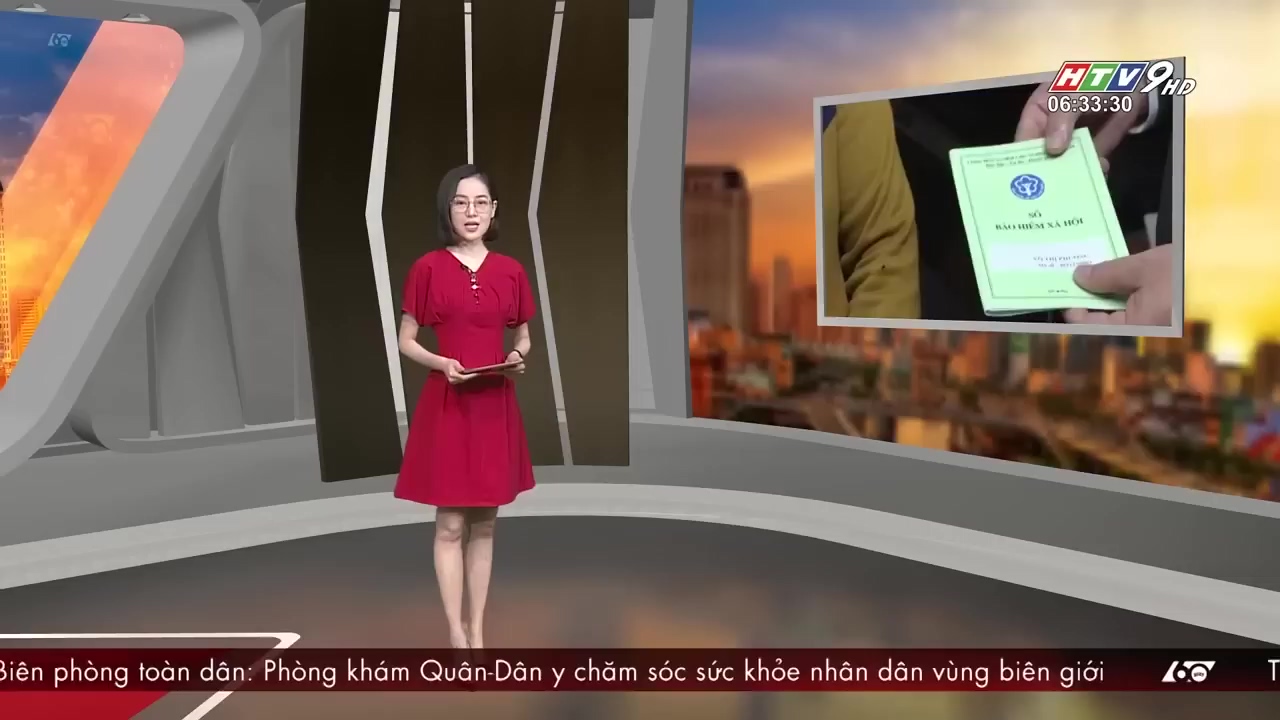 HTV9HD
06:33:30
SỔ
BẢO HIỂM XÃ HỘI
Biên phòng toàn dân: Phòng khám Quân-Dân y chăm sóc sức khỏe nhân dân vùng biên giới
60
T